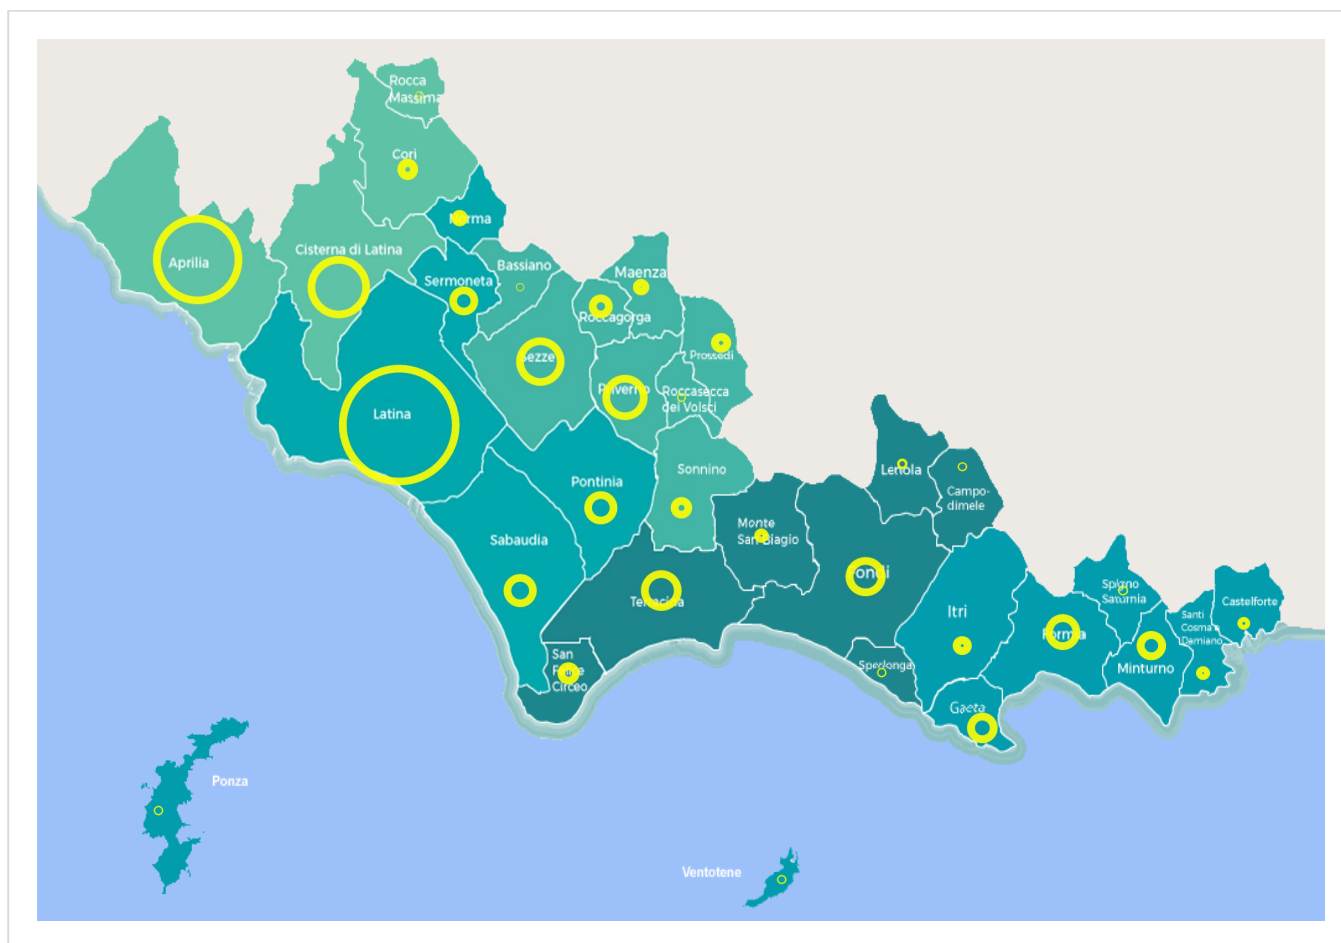 Rocca
Massima
Cori
Norma
Aprilia
Cisterna di Latina
Bassiano
Maenza
Sermoneta
Roccagorga
Sezze
Prossedi
Priverno
Roccasecca
dei Volsci
Latina
Sonnino
Lenola
Pontinia
Campo-
dimele
Monte
San Biagio
Sabaudia
Fondi
Terracina
Itri
Spigno
Saturnia
Castelforte
Santi
Cosma e
Damiano
Formia
Minturno
San
Felice
Circeo
Sperlonga
Gaeta
Ponza
Ventotene